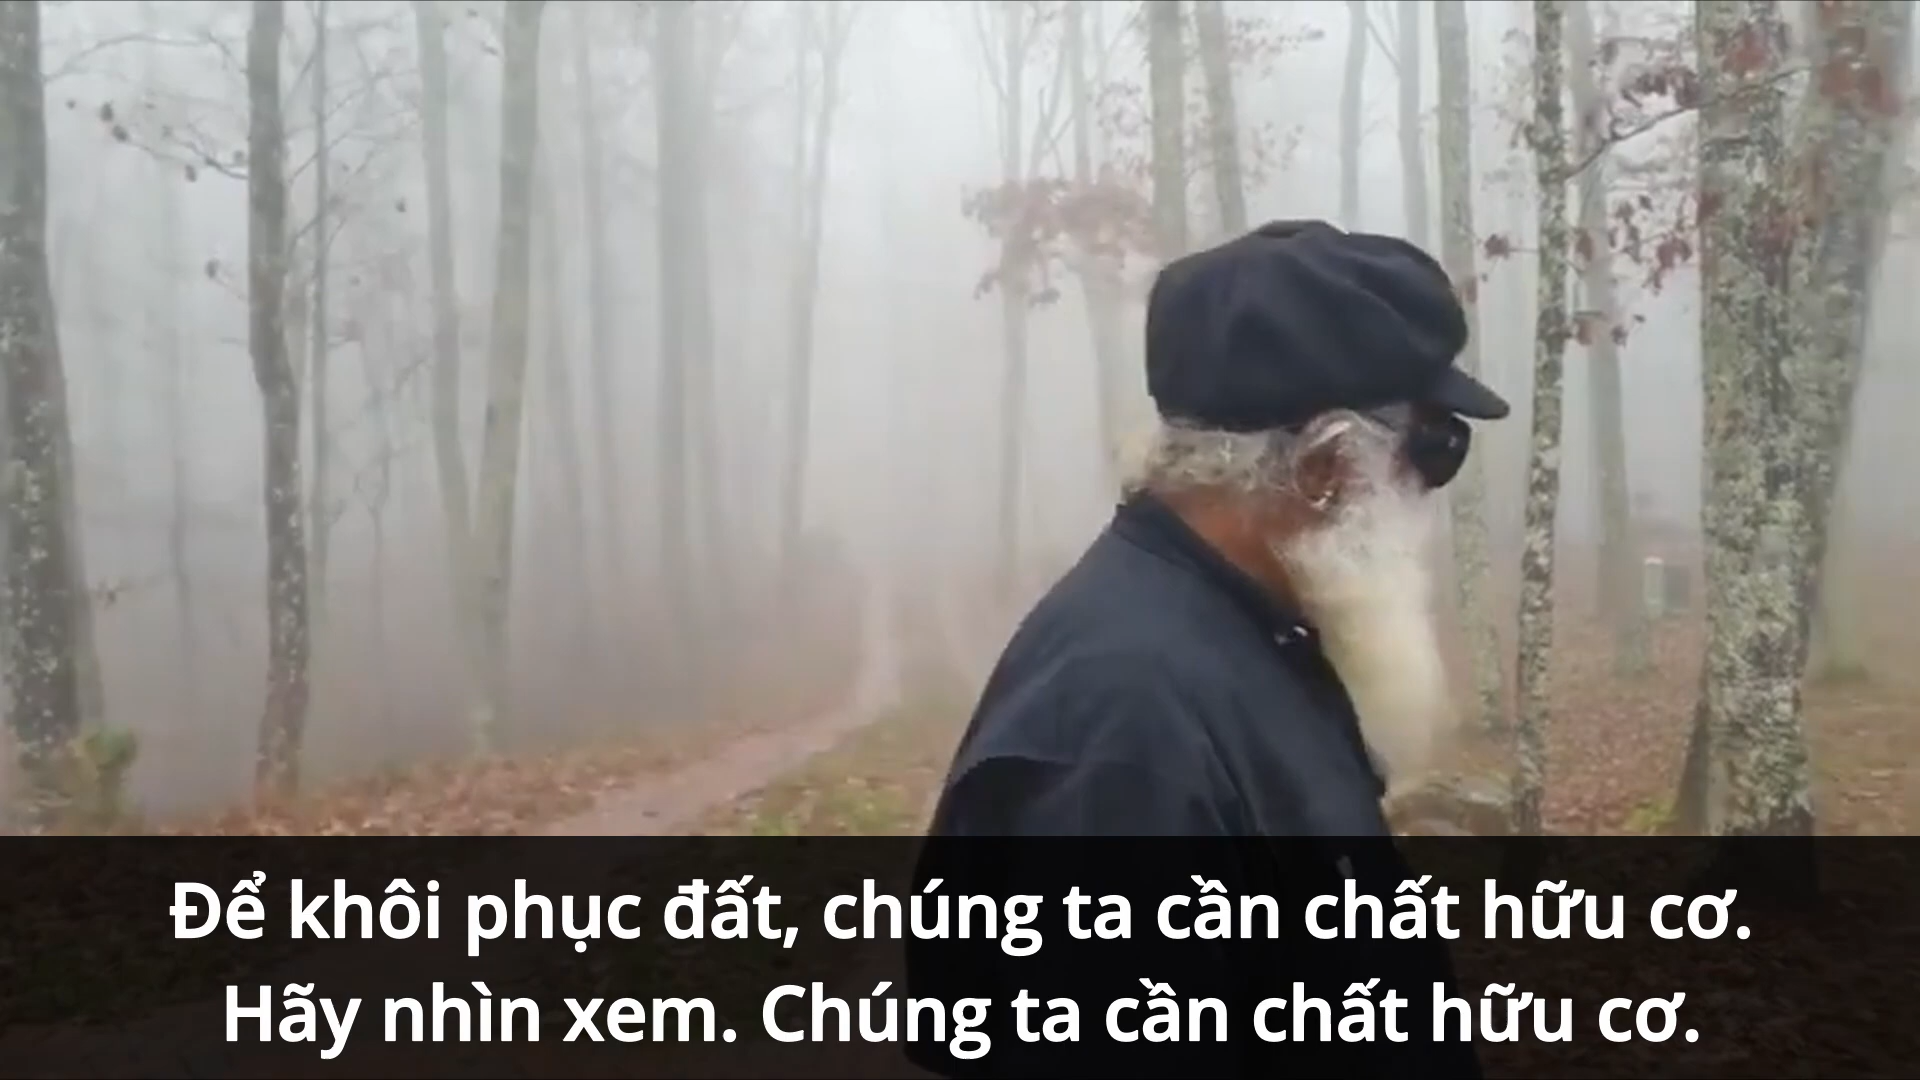 Để khôi phục đất, chúng ta cần chất hữu cơ.
Hãy nhìn xem. Chúng ta cần chất hữu cơ.